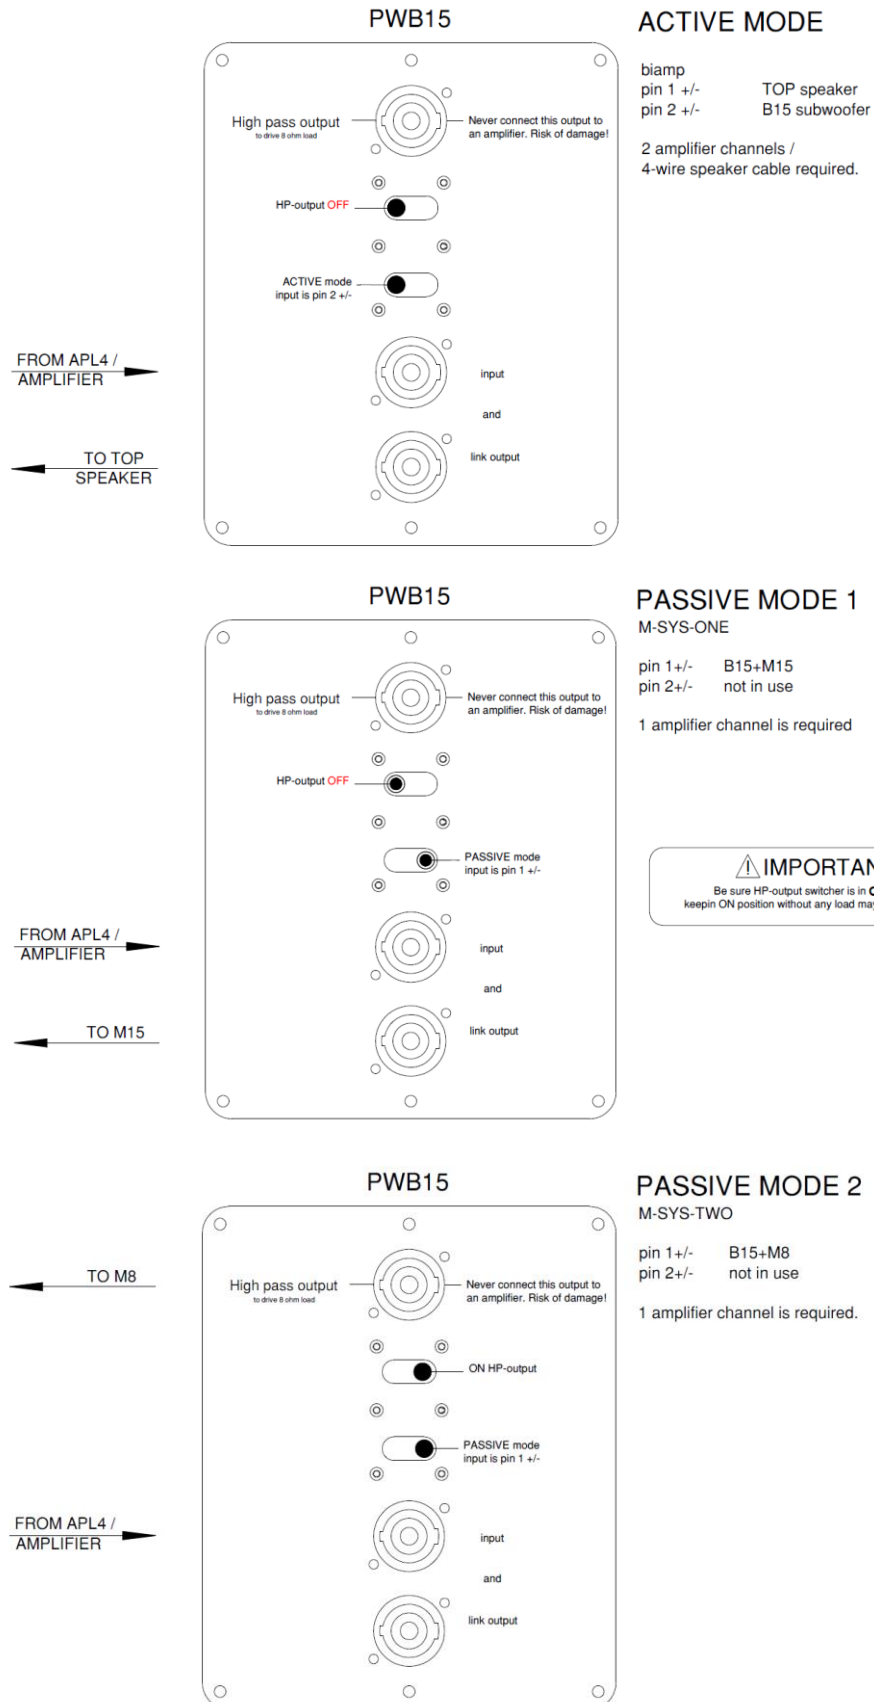 PWB15
ACTIVE MODE
biamp
pin 1 +/- TOP speaker
pin 2 +/- B15 subwoofer
2 amplifier channels /
4-wire speaker cable required.
High pass output
to drive 8 ohm load
Never connect this output to
an amplifier. Risk of damage!
HP-output OFF
ACTIVE mode
input is pin 2 +/-
FROM APL4 /
AMPLIFIER
input
and
TO TOP
SPEAKER
link output
PWB15
PASSIVE MODE 1
M-SYS-ONE
pin 1+/- B15+M15
pin 2+/- not in use
1 amplifier channel is required
High pass output
to drive 8 ohm load
Never connect this output to
an amplifier. Risk of damage!
HP-output OFF
PASSIVE mode
input is pin 1 +/-
IMPORTAN
Be sure HP-output switcher is in
keepin ON position without any load may
FROM APL4 /
AMPLIFIER
input
and
TO M15
link output
PWB15
PASSIVE MODE 2
M-SYS-TWO
pin 1+/- B15+M8
pin 2+/- not in use
1 amplifier channel is required.
TO M8
High pass output
to drive 8 ohm load
Never connect this output to
an amplifier. Risk of damage!
ON HP-output
PASSIVE mode
input is pin 1 +/-
FROM APL4 /
AMPLIFIER
input
and
link output